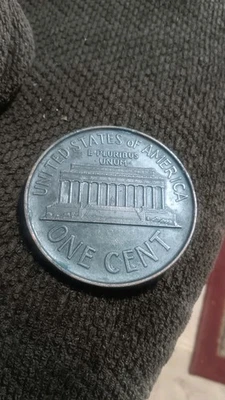 UNITED STATES OF AMERICA
E·PLURIBUS
UNUM
ONE CENT